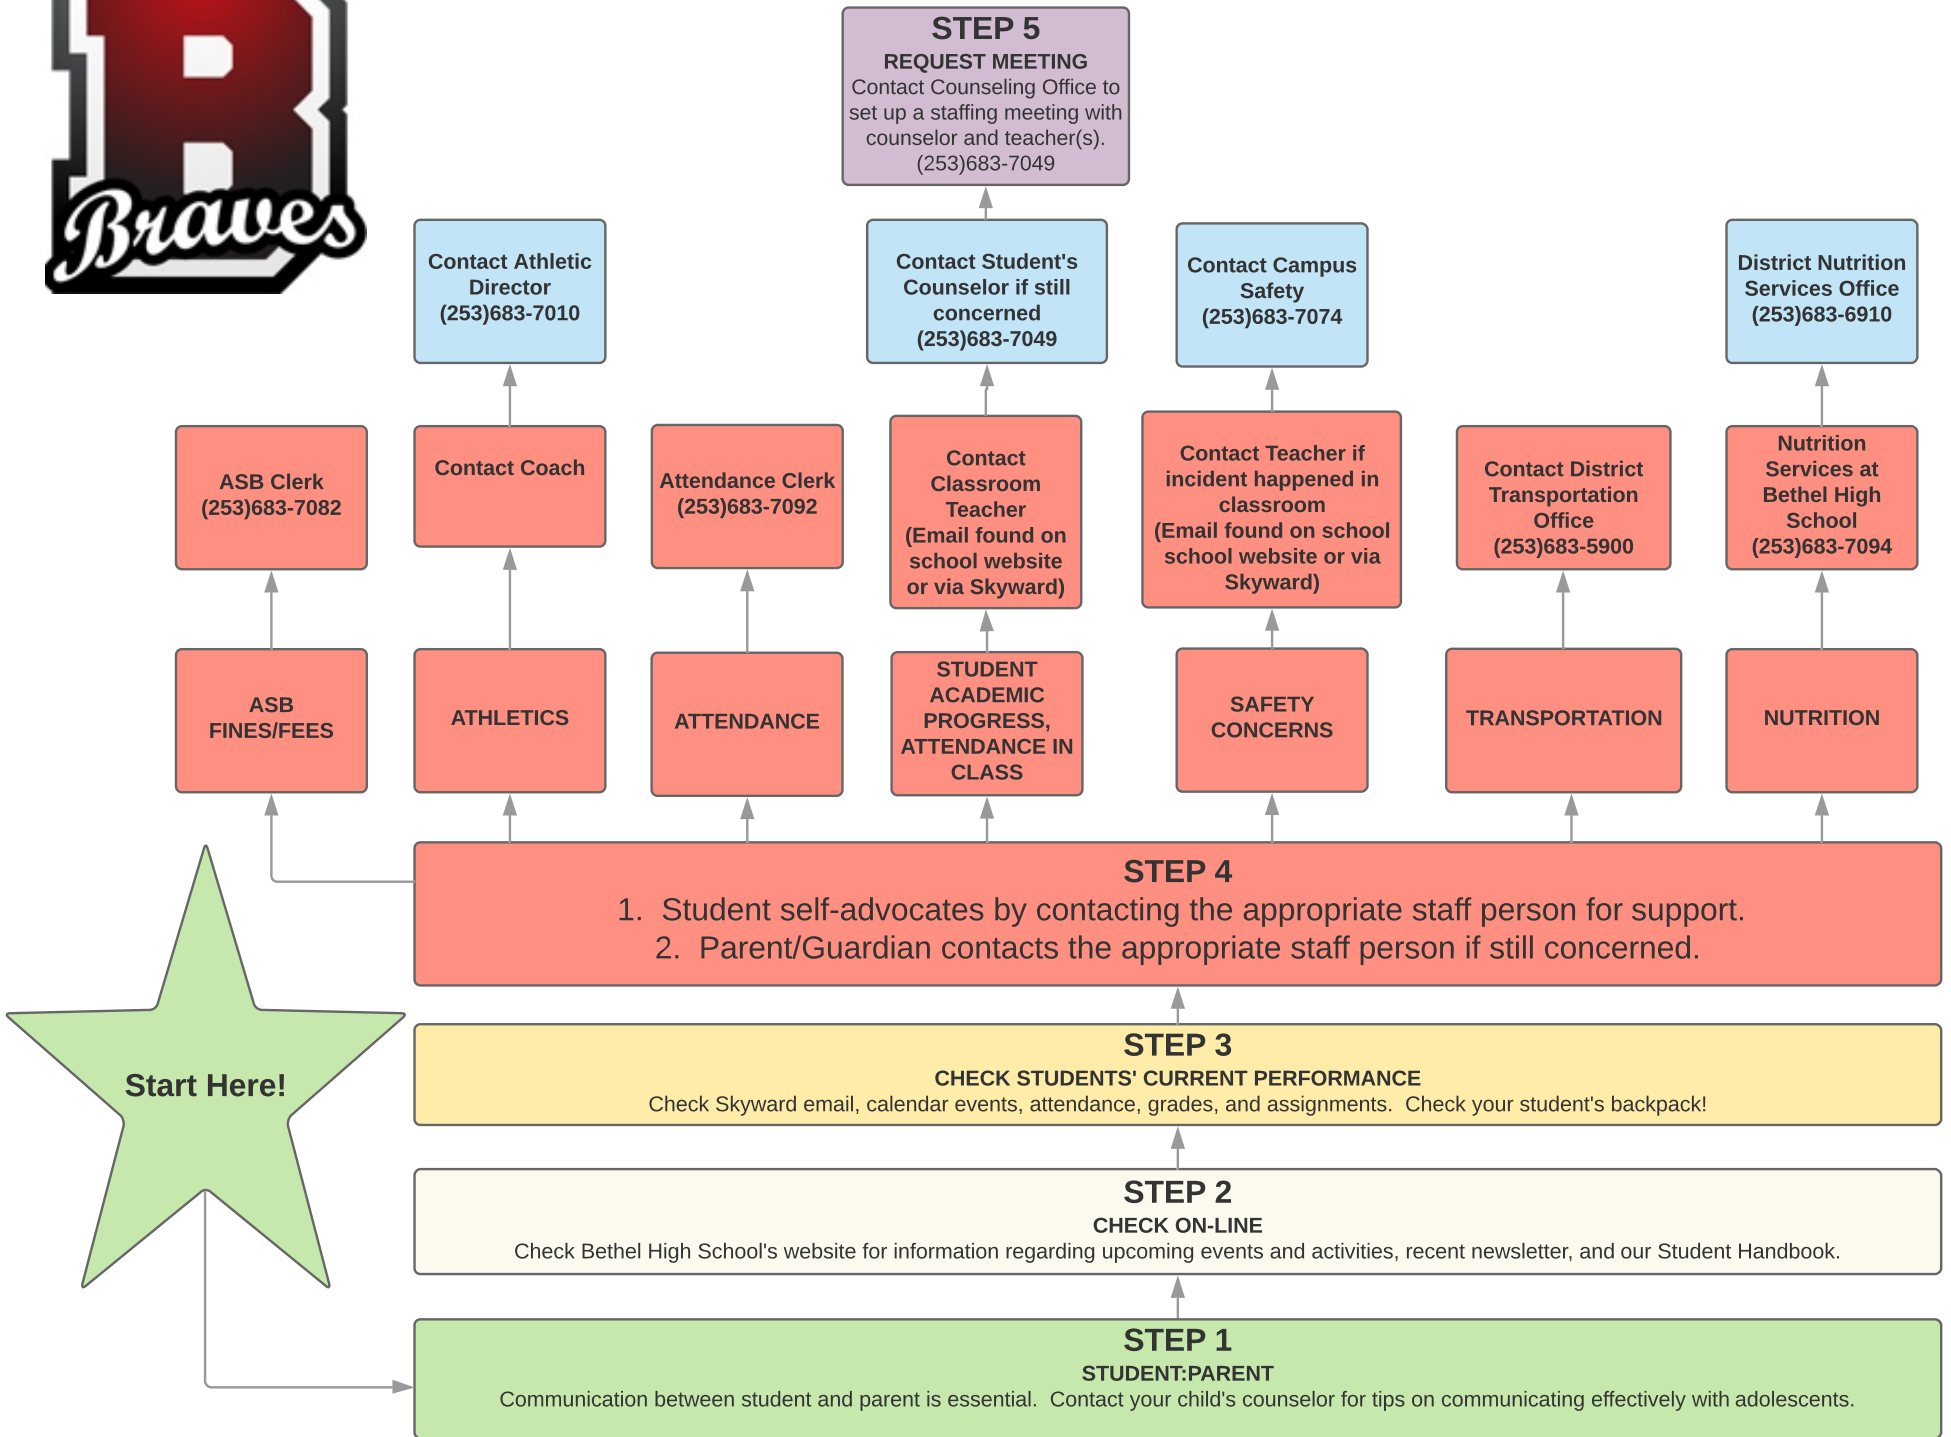 B
Braves
STEP 5
REQUEST MEETING
Contact Counseling Office to
set up a staffing meeting with
counselor and teacher(s).
(253)683-7049
Contact Athletic
Director
(253)683-7010
Contact Student's
Counselor if still
concerned
(253)683-7049
Contact Campus
Safety
(253)683-7074
District Nutrition
Services Office
(253)683-6910
ASB Clerk
(253)683-7082
Contact Coach
Attendance Clerk
(253)683-7092
Contact
Classroom
Teacher
(Email found on
school website
or via Skyward)
Contact Teacher if
incident happened in
classroom
(Email found on school
school website or via
Skyward)
Contact District
Transportation
Office
(253)683-5900
Nutrition
Services at
Bethel High
School
(253)683-7094
ASB
FINES/FEES
ATHLETICS
ATTENDANCE
STUDENT
ACADEMIC
PROGRESS,
ATTENDANCE IN
CLASS
SAFETY
CONCERNS
TRANSPORTATION
NUTRITION
STEP 4
1. Student self-advocates by contacting the appropriate staff person for support.
2. Parent/Guardian contacts the appropriate staff person if still concerned.
Start Here!
STEP 3
CHECK STUDENTS' CURRENT PERFORMANCE
Check Skyward email, calendar events, attendance, grades, and assignments. Check your student's backpack!
STEP 2
CHECK ON-LINE
Check Bethel High School's website for information regarding upcoming events and activities, recent newsletter, and our Student Handbook.
STEP 1
STUDENT:PARENT
Communication between student and parent is essential. Contact your child's counselor for tips on communicating effectively with adolescents.